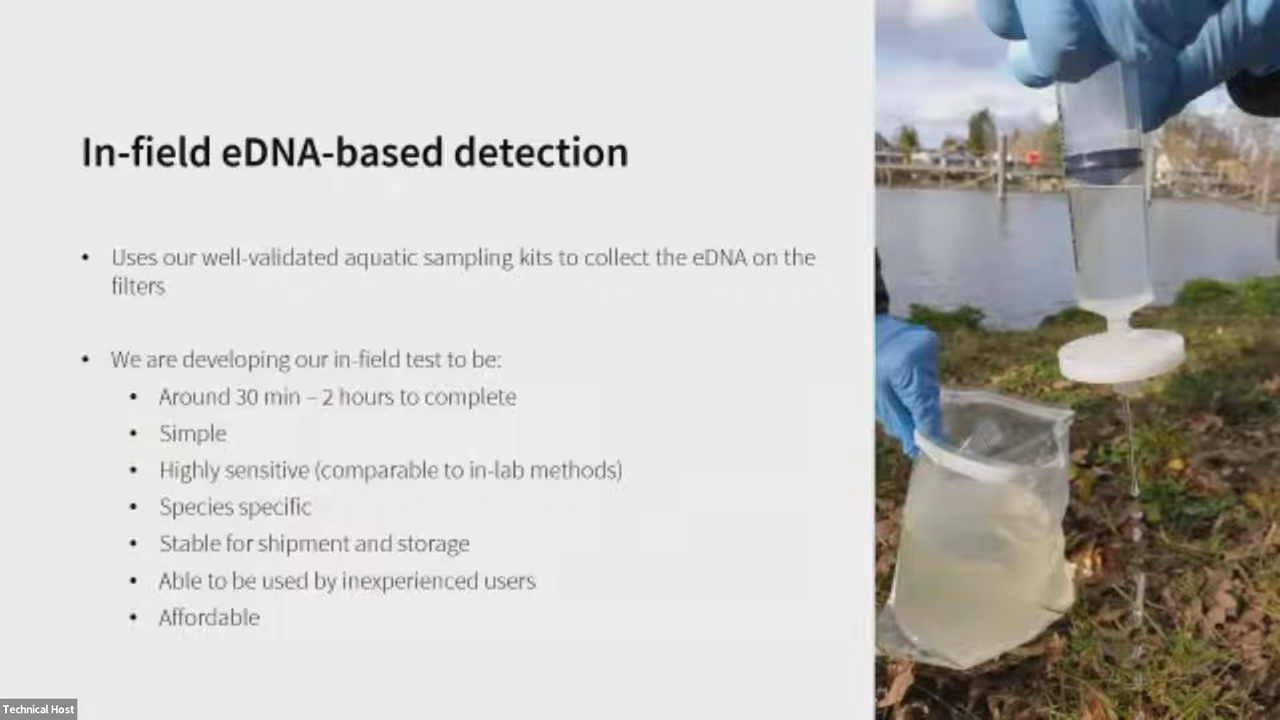 In-field eDNA-based detection
• Uses our well-validated aquatic sampling kits to collect the eDNA on the
filters
• We are developing our in-field test to be:
• Around 30 min – 2 hours to complete
• Simple
• Highly sensitive (comparable to in-lab methods)
• Species specific
• Stable for shipment and storage
• Able to be used by inexperienced users
• Affordable
Technical Host